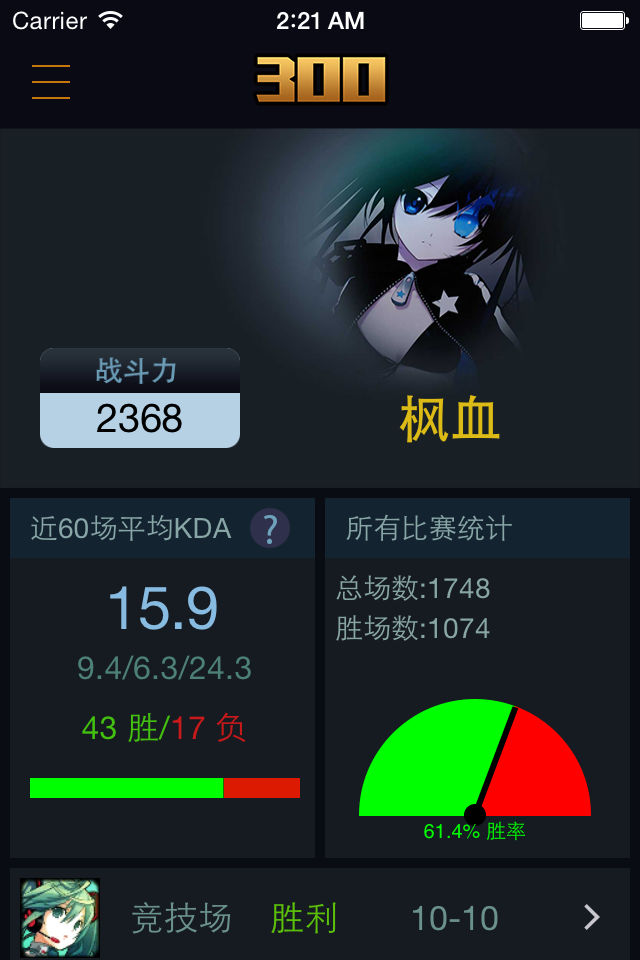 Carrier 2:21 AM
300
战斗力
2368
枫血
近60场平均KDA ?
15.9
9.4/6.3/24.3
43 胜/17 负
所有比赛统计
总场数:1748
胜场数:1074
61.4% 胜率
竞技场 胜利 10-10